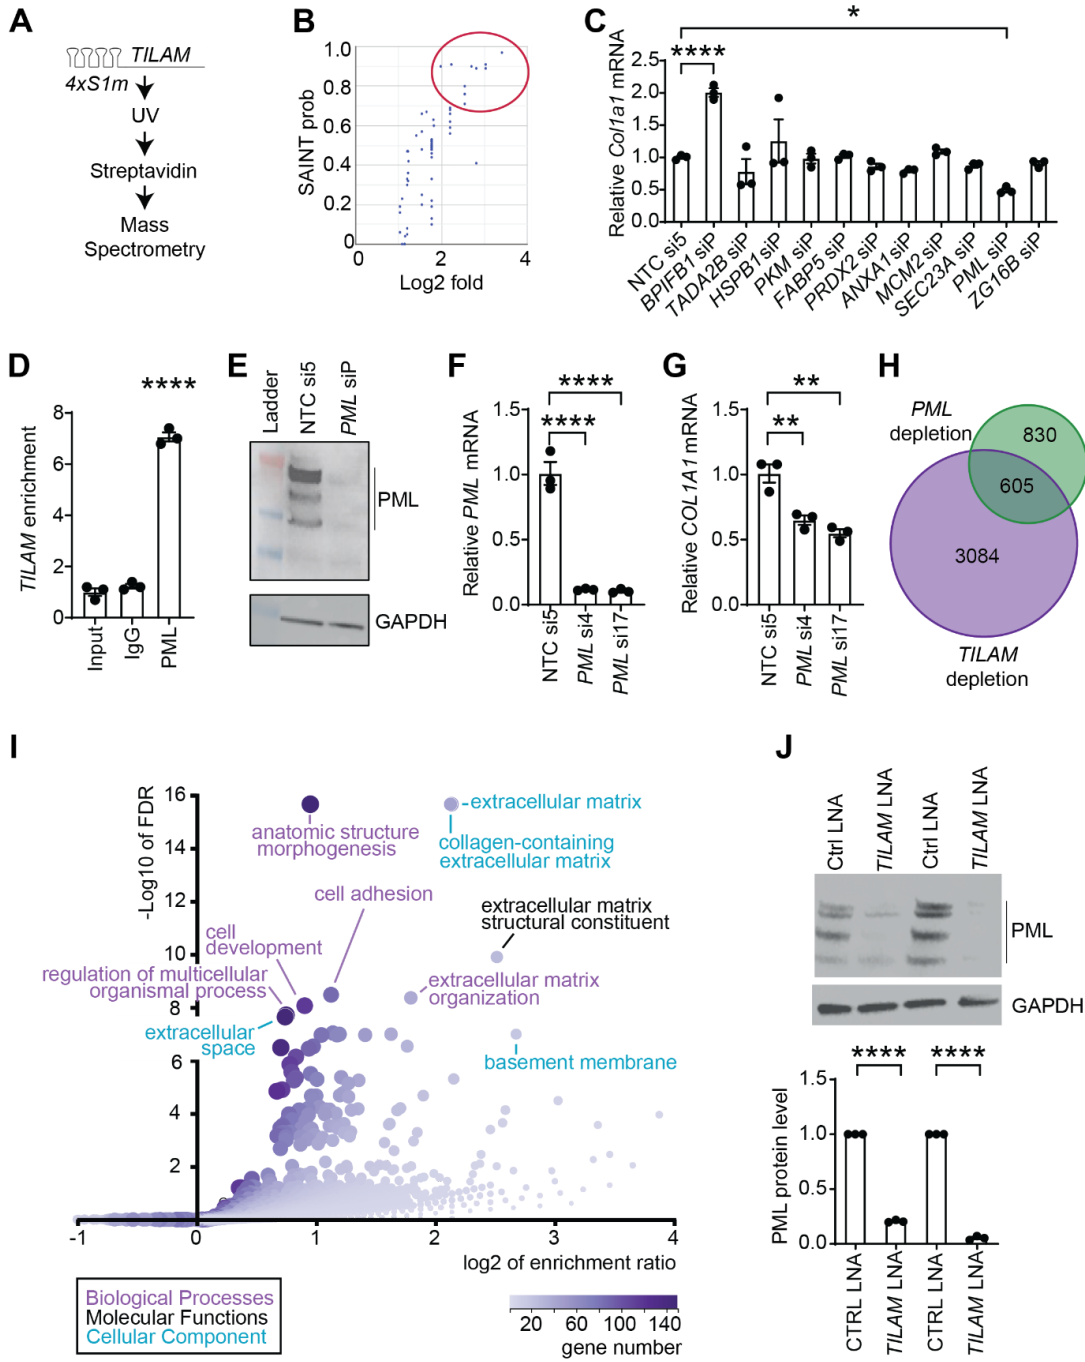 A
TILAM
4xS1m
UV
Streptavidin
Mass
Spectrometry
B
SAINT prob
1.0
0.8
0.6
0.4
0.2
0
0
2
4
Log2 fold
C
*
****
Relative Col1a1 mRNA
2.5
2.0
1.5
1.0
0.5
0.0
NTC si5
BPIFB1 siP
TADA2B siP
HSPB1 siP
PKM siP
FABP5 siP
PRDX2 siP
ANXA1 siP
MCM2 siP
SEC23A siP
PML siP
ZG16B siP
D
****
TILAM enrichment
8
6
4
2
0
Input
IgG
PML
E
Ladder
NTC si5
PML siP
PML
GAPDH
F
****
****
Relative PML mRNA
1.5
1.0
0.5
0.0
NTC si5
PML si4
PML si17
G
**
**
Relative COL1A1 mRNA
1.5
1.0
0.5
0.0
NTC si5
PML si4
PML si17
H
PML
depletion
830
605
3084
TILAM
depletion
I
-Log10 of FDR
16
14
12
10
8
6
4
2
-1
0
1
2
3
4
log2 of enrichment ratio
extracellular matrix
anatomic structure
morphogenesis
collagen-containing
extracellular matrix
cell adhesion
extracellular matrix
structural constituent
cell
development
regulation of multicellular
organismal process
extracellular matrix
organization
extracellular
space
basement membrane
Biological Processes
Molecular Functions
Cellular Component
20
60
100
140
gene number
J
Ctrl LNA
TILAM LNA
Ctrl LNA
TILAM LNA
PML
GAPDH
**** ****
PML protein level
1.5
1.0
0.5
0.0
CTRL LNA
TILAM LNA
CTRL LNA
TILAM LNA